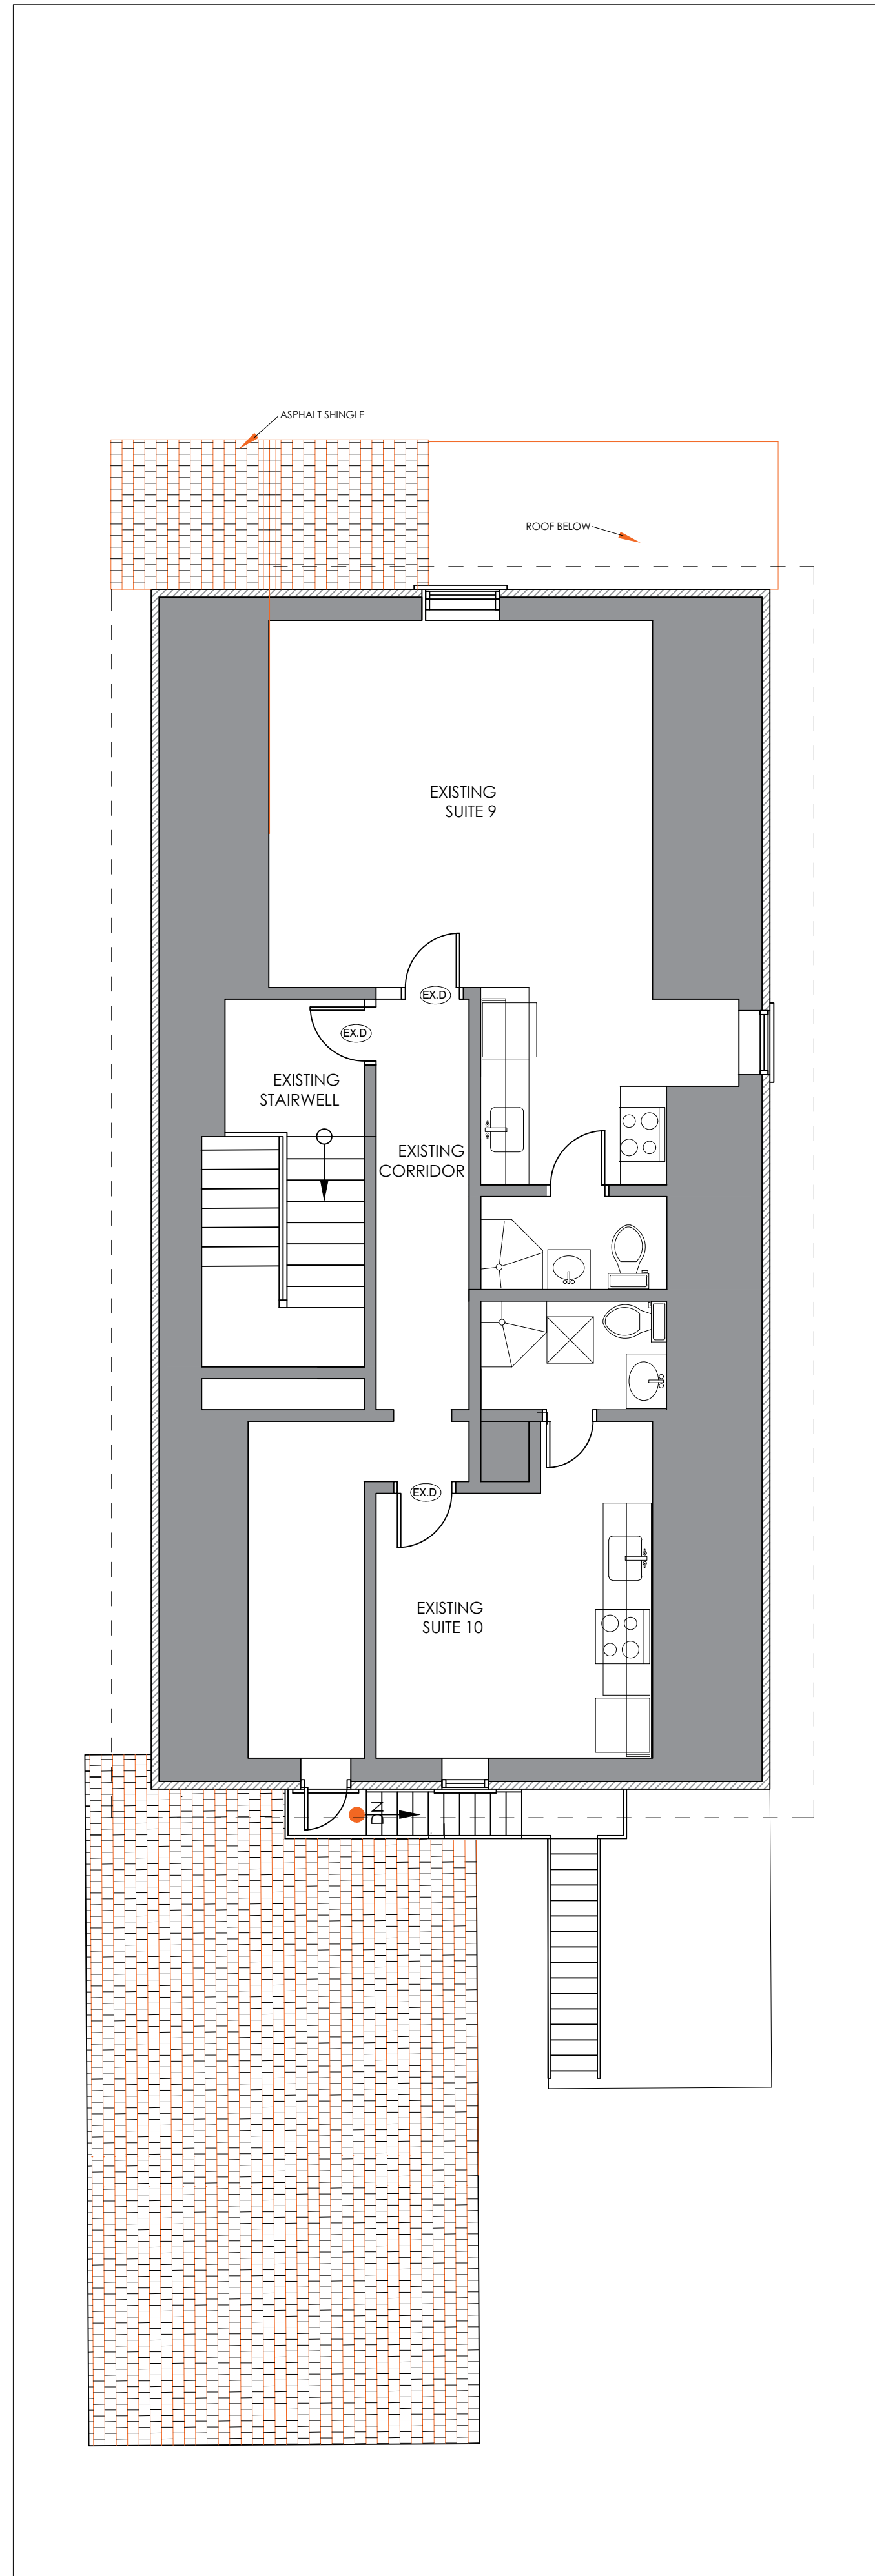 ASPHALT SHINGLE
ROOF BELOW
EXISTING
SUITE 9
EX.D
EX.D
EXISTING
STAIRWELL
EXISTING
CORRIDOR
EX.D
EXISTING
SUITE 10
DN